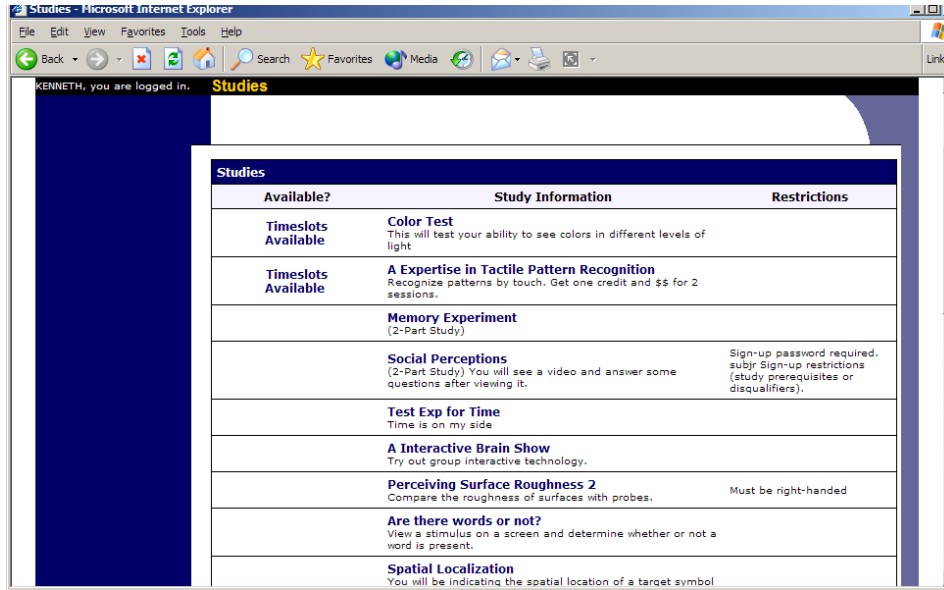 Studies - Microsoft Internet Explorer
File Edit View Favorites Tools Help
Back Search Favorites Media Link
KENNETH, you are logged in. Studies
Studies
Available? Study Information Restrictions
Timeslots
Available
Color Test
This will test your ability to see colors in different levels of
light
Timeslots
Available
A Expertise in Tactile Pattern Recognition
Recognize patterns by touch. Get one credit and $$ for 2
sessions.
Memory Experiment
(2-Part Study)
Social Perceptions
(2-Part Study) You will see a video and answer some
questions after viewing it.
Sign-up password required.
subjr Sign-up restrictions
(study prerequisites or
disqualifiers).
Test Exp for Time
Time is on my side
A Interactive Brain Show
Try out group interactive technology.
Perceiving Surface Roughness 2
Compare the roughness of surfaces with probes.
Must be right-handed
Are there words or not?
View a stimulus on a screen and determine whether or not a
word is present.
Spatial Localization
You will be indicating the spatial location of a target symbol